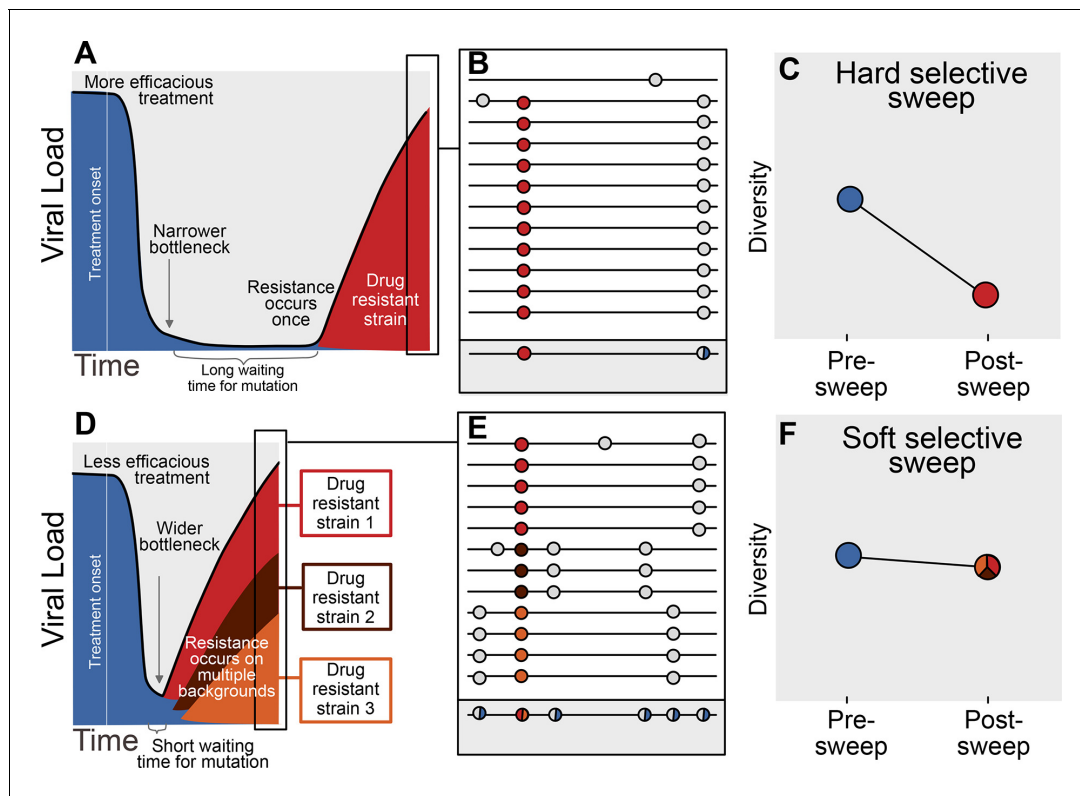 A
More efficacious
treatment
Viral Load
Treatment onset
Narrower
bottleneck
Resistance
occurs
once
Drug
resistant
strain
Time
Long waiting
time for mutation
B
C
Hard selective
sweep
Diversity
Pre-
sweep
Post-
sweep
D
Less efficacious
treatment
Viral Load
Treatment onset
Wider
bottleneck
Resistance
occurs on
multiple
backgrounds
Drug
resistant
strain 1
Drug
resistant
strain 2
Drug
resistant
strain 3
Time
Short waiting
time for mutation
E
F
Soft selective
sweep
Diversity
Pre-
sweep
Post-
sweep